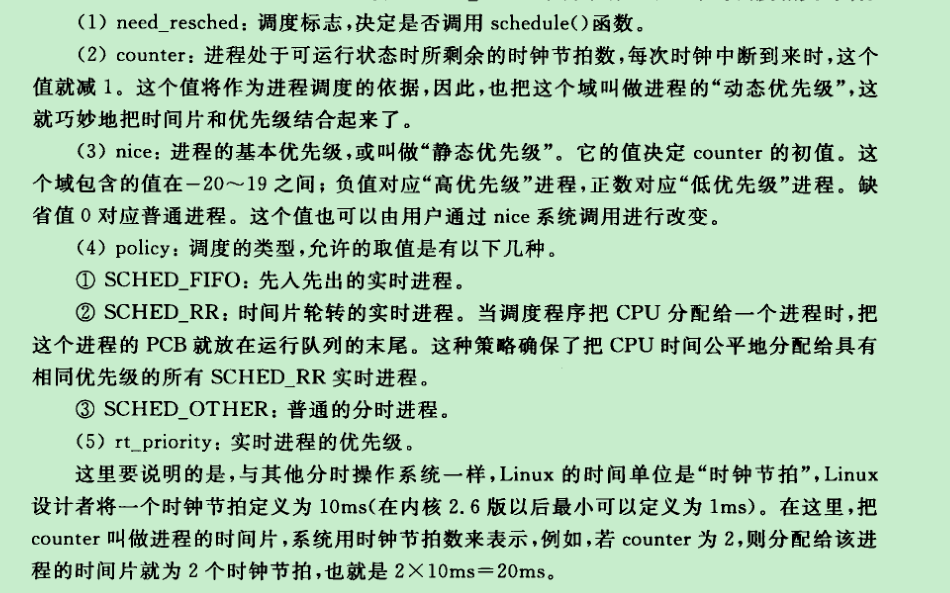 (1) need_resched：调度标志，决定是否调用 schedule()函数。
(2) counter：进程处于可运行状态时所剩余的时钟节拍数，每次时钟中断到来时，这个
值就减 1。这个值将作为进程调度的依据，因此，也把这个域叫做进程的“动态优先级”，这
就巧妙地把时间片和优先级结合起来了。
(3) nice：进程的基本优先级，或叫做“静态优先级”。它的值决定 counter 的初值。这
个域包含的值在－20～19 之间；负值对应“高优先级”进程，正数对应“低优先级”进程。缺
省值 0 对应普通进程。这个值也可以由用户通过 nice 系统调用进行改变。
(4) policy：调度的类型，允许的取值是有以下几种。
① SCHED_FIFO：先入先出的实时进程。
② SCHED_RR：时间片轮转的实时进程。当调度程序把 CPU 分配给一个进程时，把
这个进程的 PCB 就放在运行队列的末尾。这种策略确保了把 CPU 时间公平地分配给具有
相同优先级的所有 SCHED_RR 实时进程。
③ SCHED_OTHER：普通的分时进程。
(5) rt_priority：实时进程的优先级。
这里要说明的是，与其他分时操作系统一样，Linux 的时间单位是“时钟节拍”，Linux
设计者将一个时钟节拍定义为 10ms(在内核 2.6 版以后最小可以定义为 1ms)。在这里，把
counter 叫做进程的时间片，系统用时钟节拍数来表示，例如，若 counter 为 2，则分配给该进
程的时间片就为 2 个时钟节拍，也就是 2×10ms＝20ms。